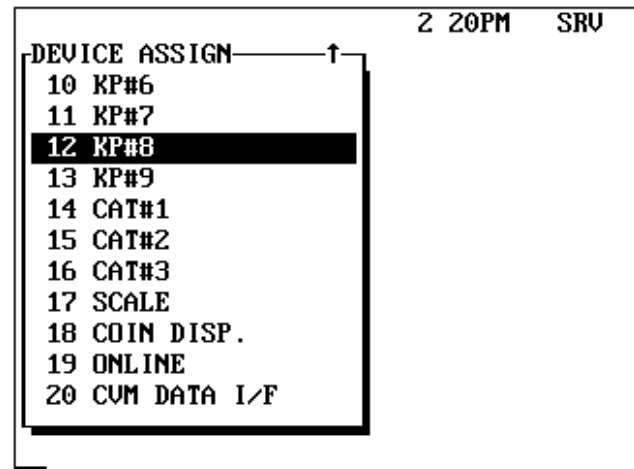 2 20PM SRV
DEVICE ASSIGN ↑
10 KP#6
11 KP#7
12 KP#8
13 KP#9
14 CAT#1
15 CAT#2
16 CAT#3
17 SCALE
18 COIN DISP.
19 ONLINE
20 CVM DATA I/F